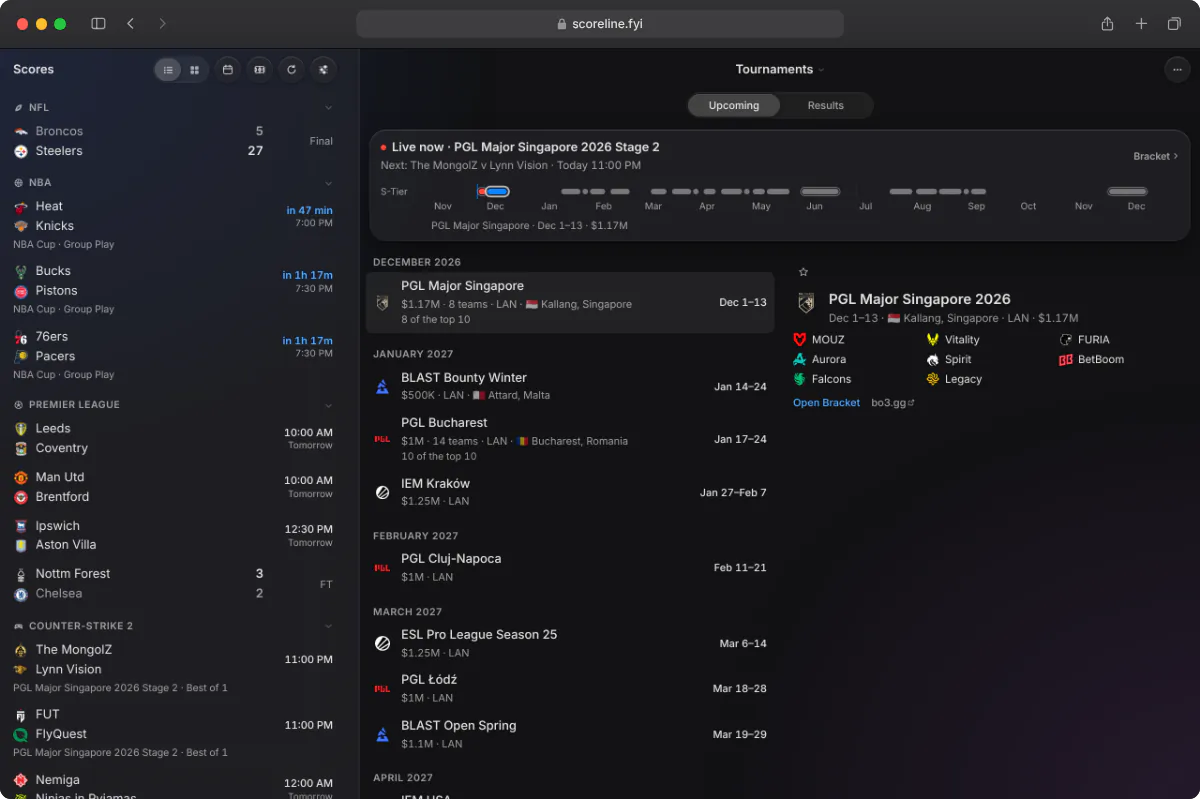 scoreline.fyi
Scores
NFL
Broncos 5
Steelers 27
Final
NBA
Heat
Knicks
in 47 min
7:00 PM
NBA Cup · Group Play
Bucks
Pistons
in 1h 17m
7:30 PM
NBA Cup · Group Play
76ers
Pacers
in 1h 17m
7:30 PM
NBA Cup · Group Play
PREMIER LEAGUE
Leeds
Coventry
10:00 AM
Tomorrow
Man Utd
Brentford
10:00 AM
Tomorrow
Ipswich
Aston Villa
12:30 PM
Tomorrow
Nottm Forest 3
Chelsea 2
FT
COUNTER-STRIKE 2
The MongolZ
Lynn Vision
11:00 PM
PGL Major Singapore 2026 Stage 2 · Best of 1
FUT
FlyQuest
11:00 PM
PGL Major Singapore 2026 Stage 2 · Best of 1
Nemiga
Ninjas in Pyjamas
12:00 AM
Tomorrow
Tournaments
Upcoming Results
Live now · PGL Major Singapore 2026 Stage 2
Next: The MongolZ v Lynn Vision · Today 11:00 PM
Bracket
S-Tier
Nov Dec Jan Feb Mar Apr May Jun Jul Aug Sep Oct Nov Dec
PGL Major Singapore · Dec 1–13 · $1.17M
DECEMBER 2026
PGL Major Singapore
$1.17M · 8 teams · LAN · Kallang, Singapore
8 of the top 10
Dec 1–13
JANUARY 2027
BLAST Bounty Winter
$500K · LAN · Attard, Malta
Jan 14–24
PGL
PGL Bucharest
$1M · 14 teams · LAN · Bucharest, Romania
10 of the top 10
Jan 17–24
IEM Kraków
$1.25M · LAN
Jan 27–Feb 7
FEBRUARY 2027
PGL
PGL Cluj-Napoca
$1M · LAN
Feb 11–21
MARCH 2027
ESL Pro League Season 25
$1.25M · LAN
Mar 6–14
PGL
PGL Łódź
$1M · LAN
Mar 18–28
BLAST Open Spring
$1.1M · LAN
Mar 19–29
APRIL 2027
IEM USA
PGL Major Singapore 2026
Dec 1–13 · Kallang, Singapore · LAN · $1.17M
MOUZ Vitality FURIA
Aurora Spirit BetBoom
Falcons Legacy
Open Bracket bo3.gg